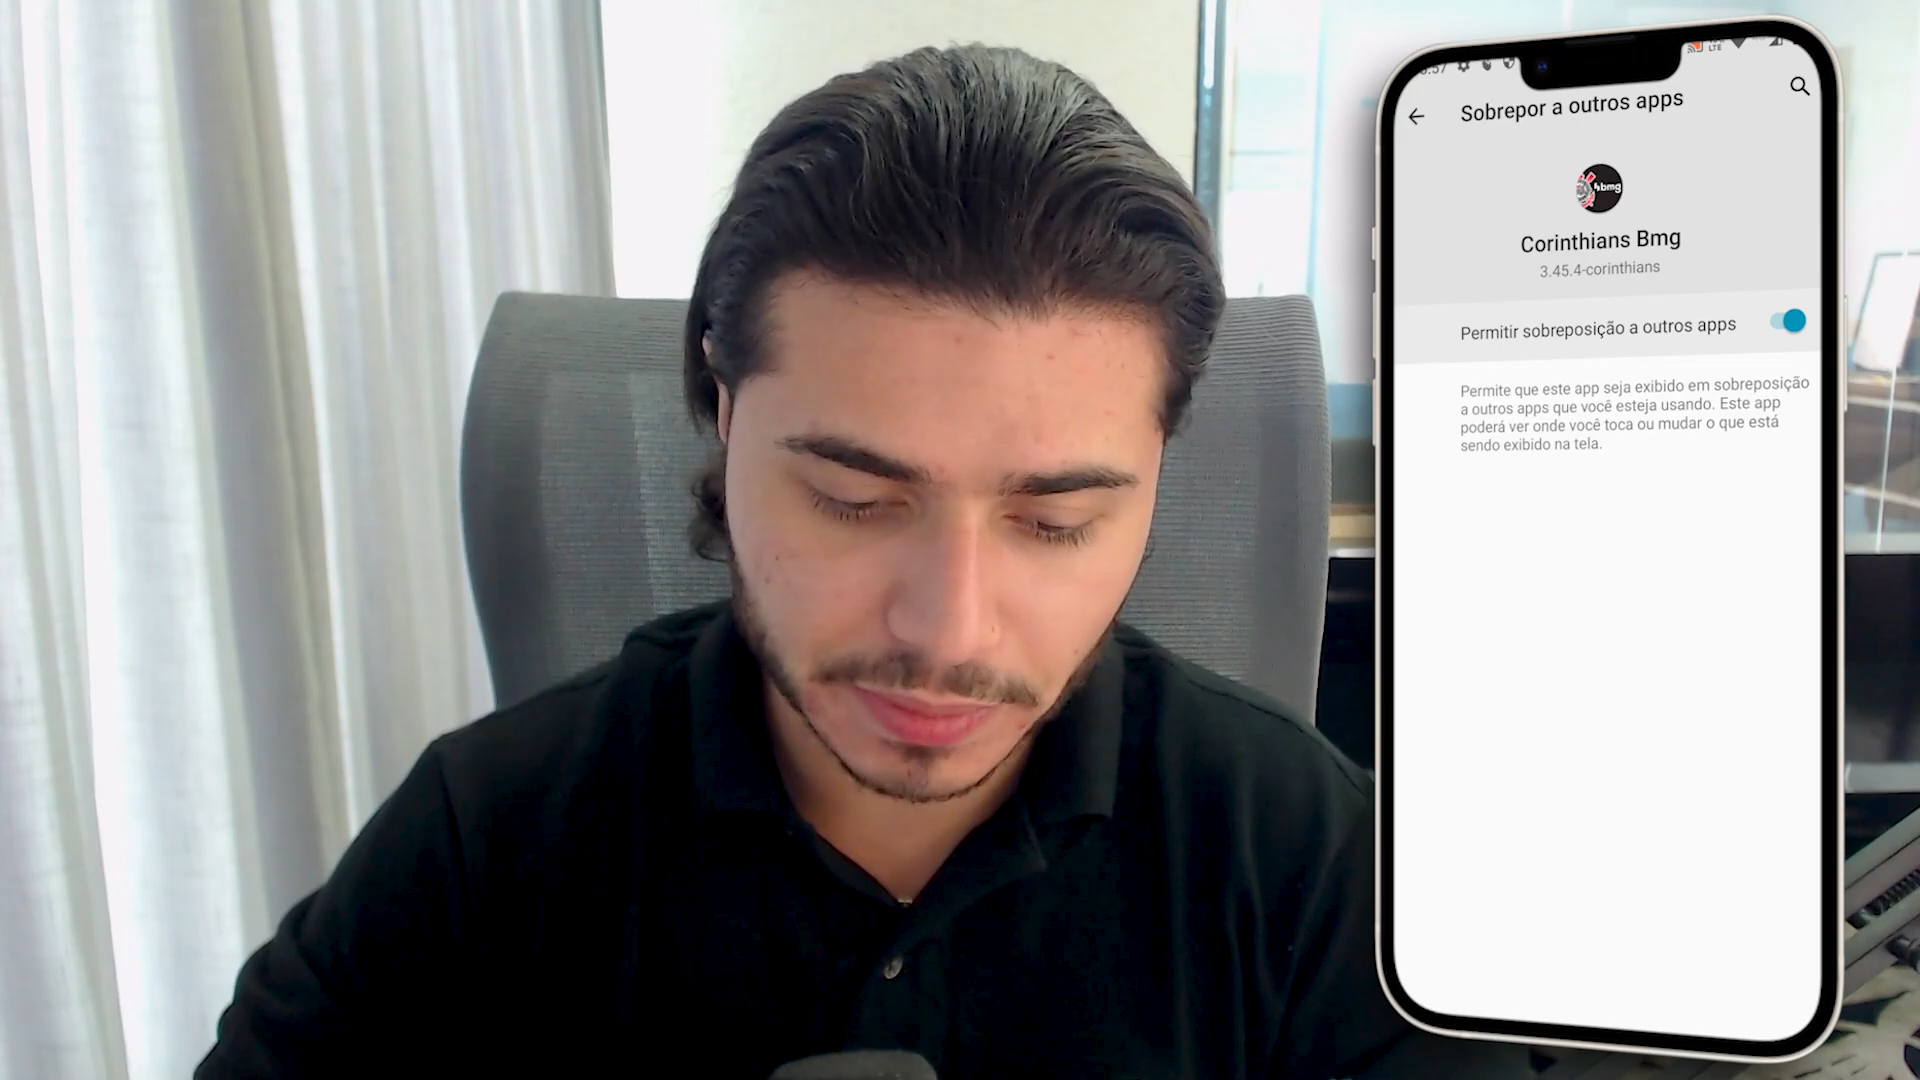 LTE
Sobrepor a outros apps
bmg
Corinthians Bmg
3.45.4-corinthians
Permitir sobreposição a outros apps
Permite que este app seja exibido em sobreposição
a outros apps que você esteja usando. Este app
poderá ver onde você toca ou mudar o que está
sendo exibido na tela.